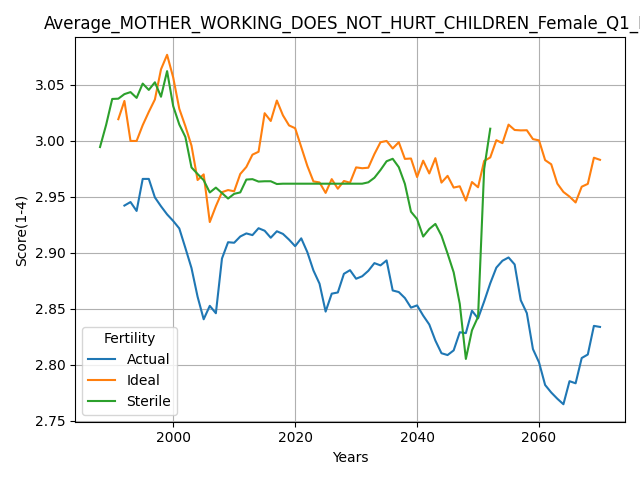 Average_MOTHER_WORKING_DOES_NOT_HURT_CHILDREN_Female_Q1_
Score(1-4)
3.05
3.00
2.95
2.90
2.85
2.80
2.75
Fertility
Actual
Ideal
Sterile
2000 2020 2040 2060
Years